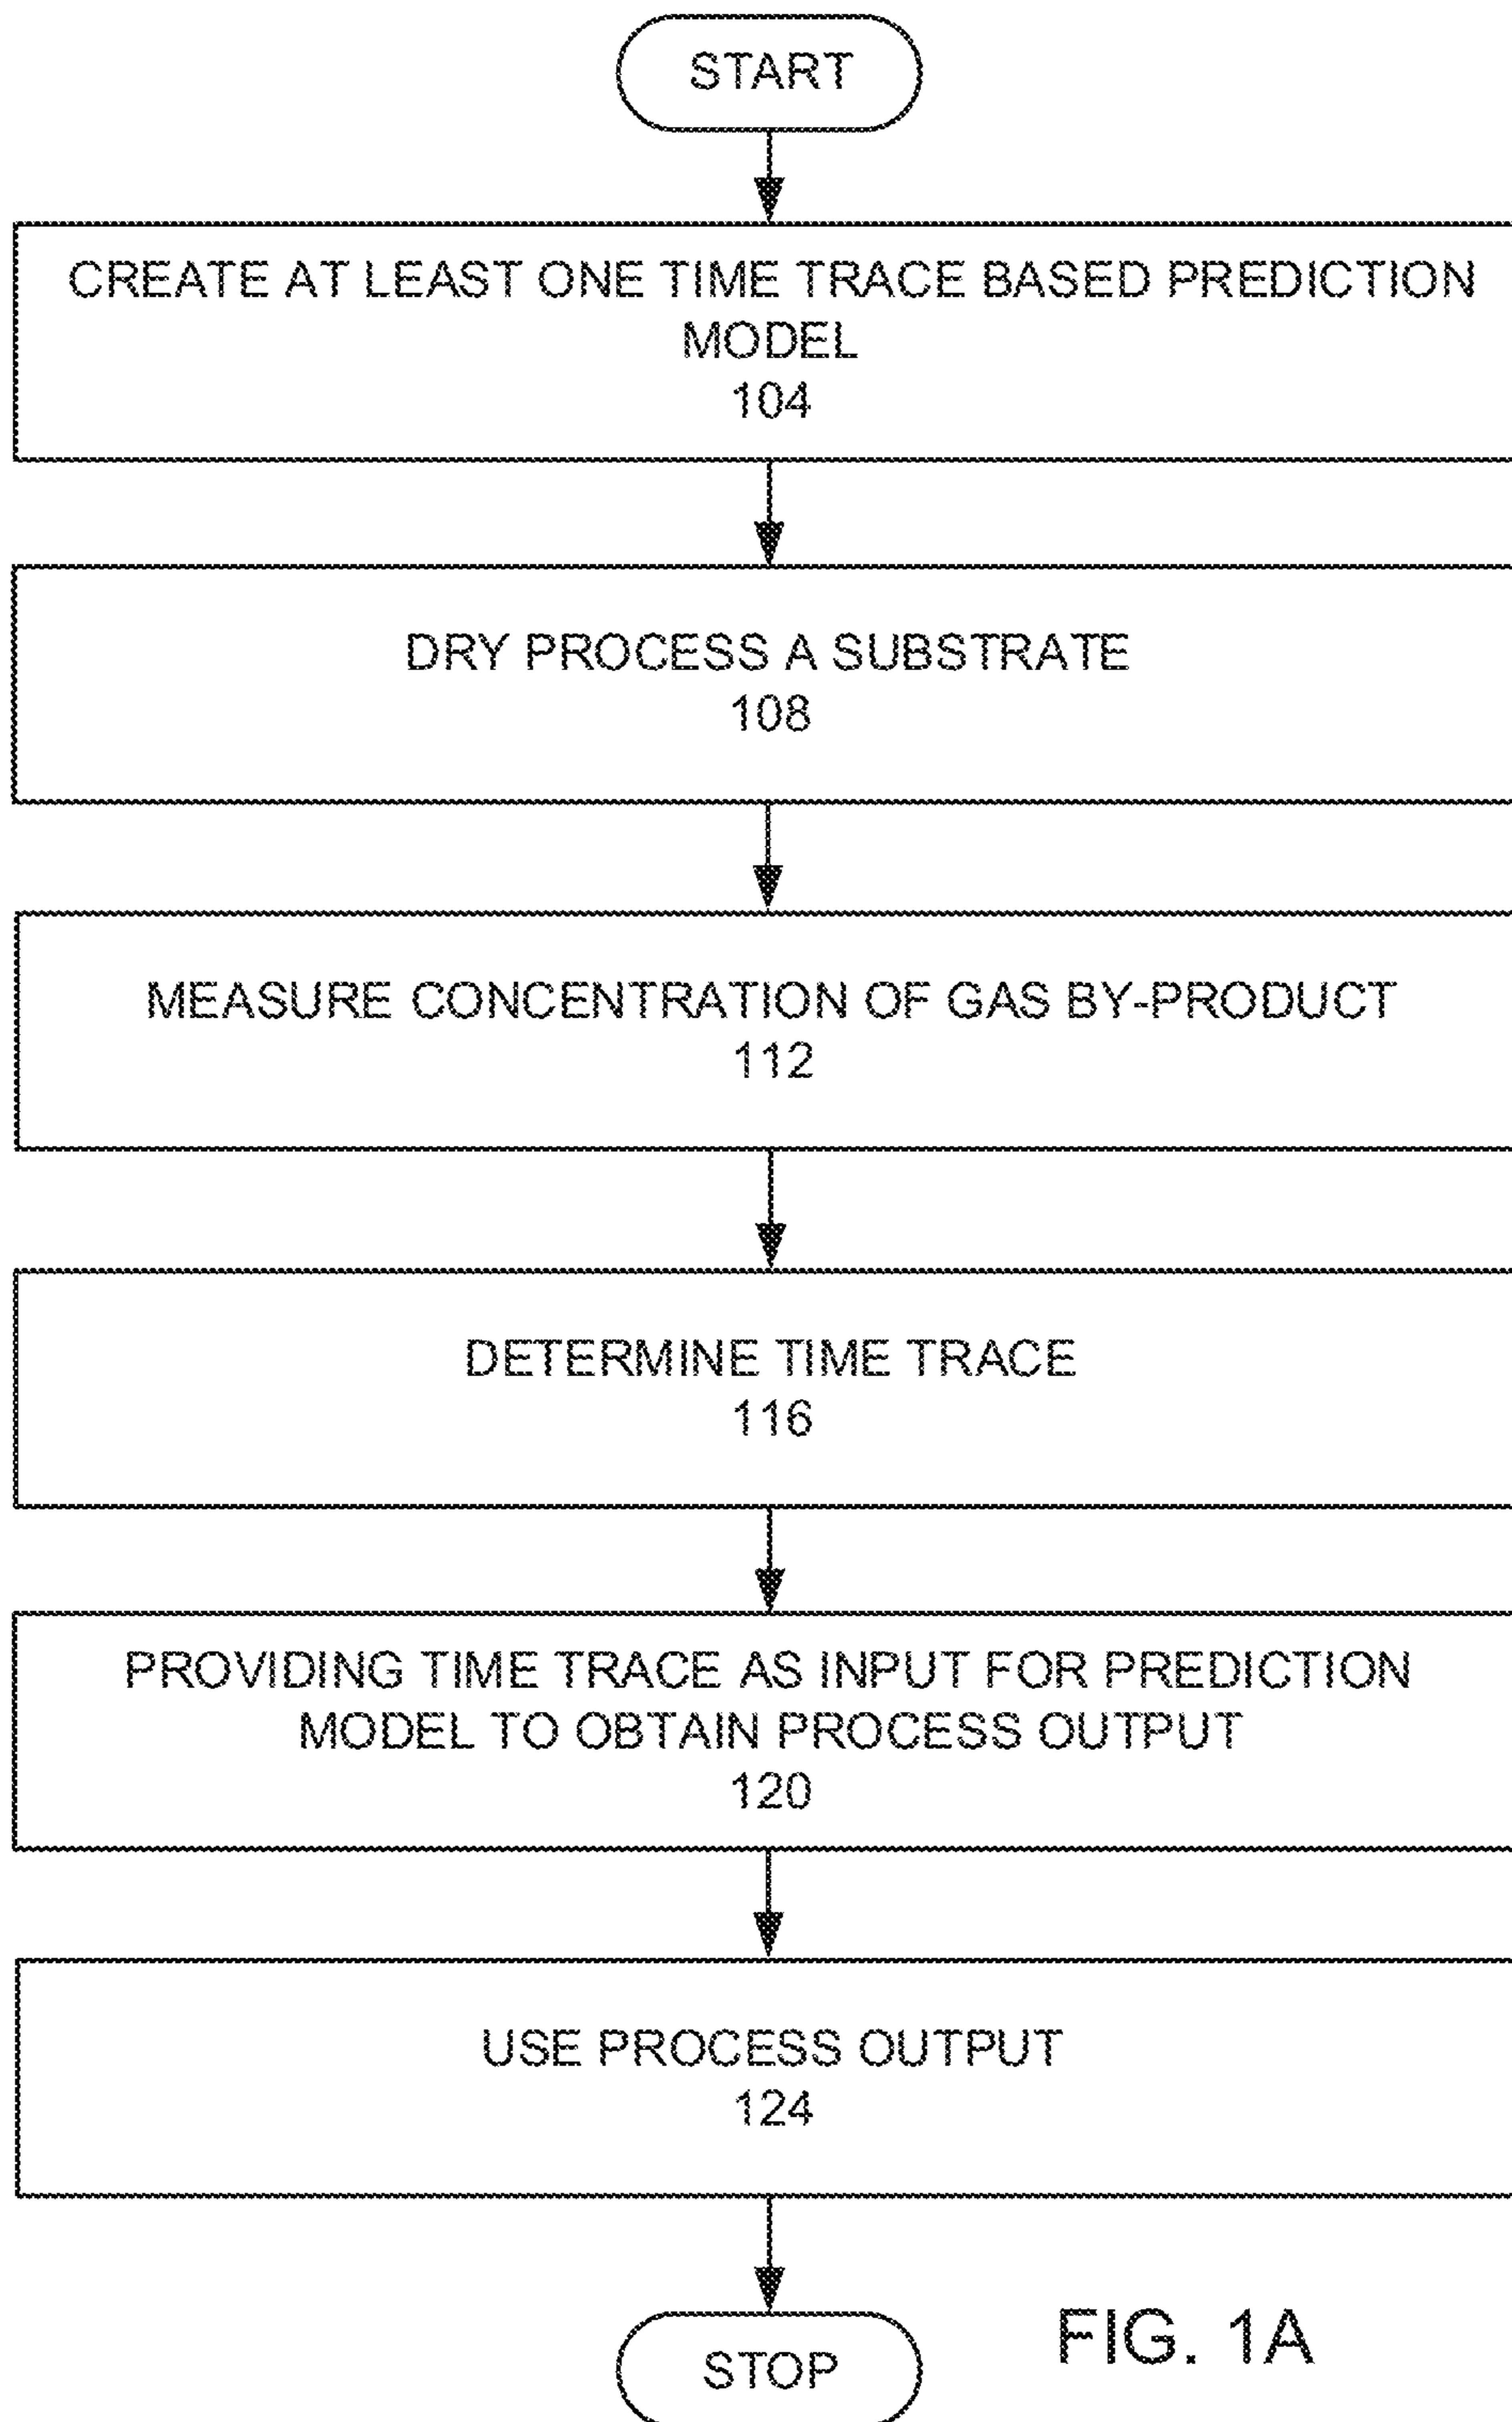 START
CREATE AT LEAST ONE TIME TRACE BASED PREDICTION
MODEL
104
DRY PROCESS A SUBSTRATE
108
MEASURE CONCENTRATION OF GAS BY-PRODUCT
112
DETERMINE TIME TRACE
116
PROVIDING TIME TRACE AS INPUT FOR PREDICTION
MODEL TO OBTAIN PROCESS OUTPUT
120
USE PROCESS OUTPUT
124
STOP
FIG. 1A